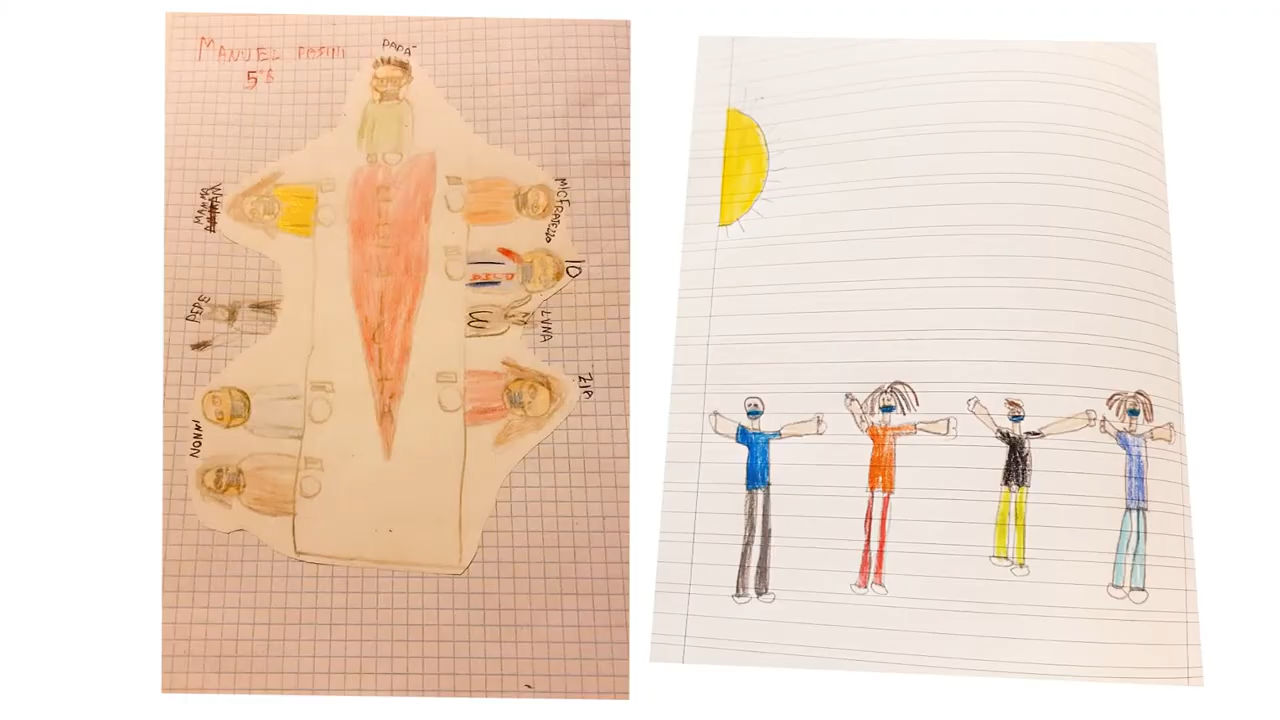 MANUEL
5°B
PAPÀ
MAMMA
MIO FRATELLO
IO
LUNA
PEPE
ZIA
NONNI